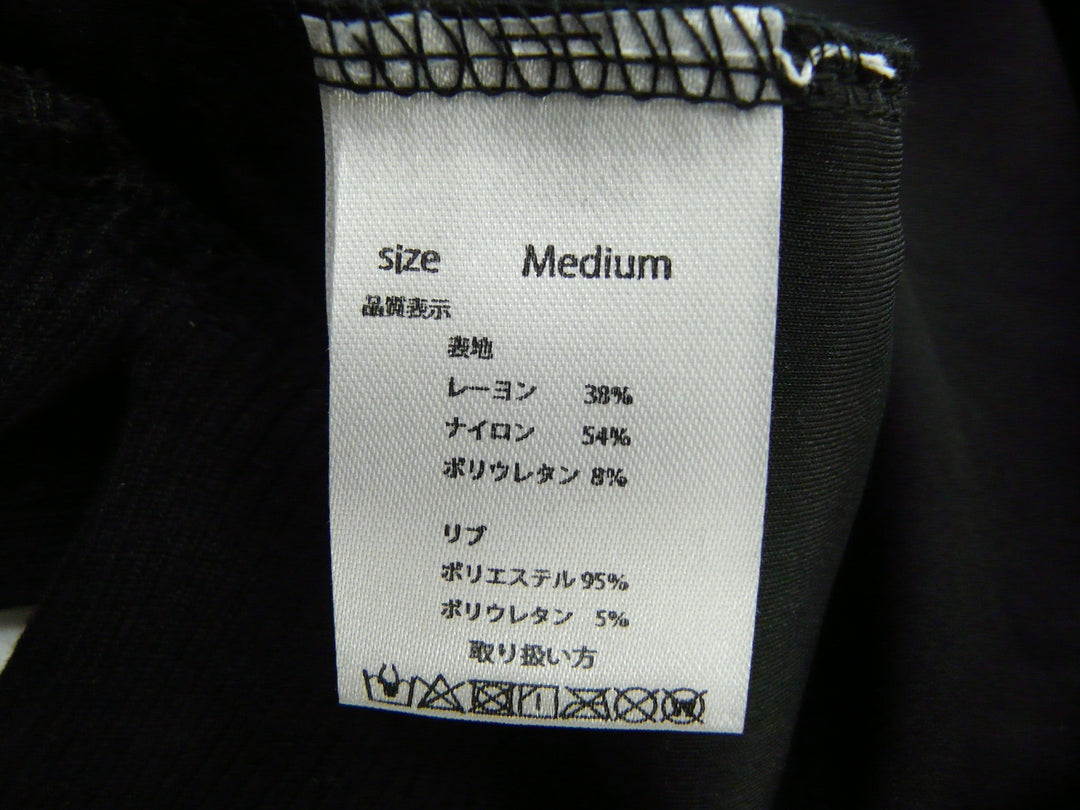 size Medium
品質表示
表地
レーヨン 38%
ナイロン 54%
ポリウレタン 8%
リブ
ポリエステル 95%
ポリウレタン 5%
取り扱い方
W